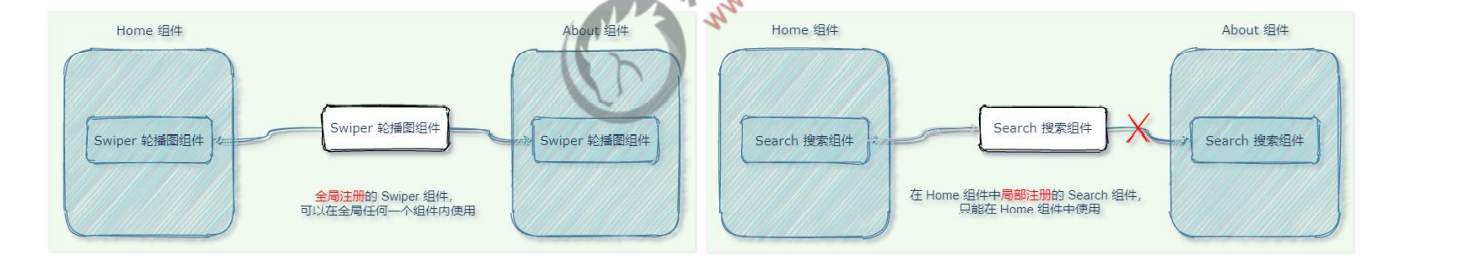 Home 组件
About 组件
Swiper 轮播图组件
Swiper 轮播图组件
Swiper 轮播图组件
全局注册的 Swiper 组件,
可以在全局任何一个组件内使用
Home 组件
About 组件
Search 搜索组件
Search 搜索组件
Search 搜索组件
在 Home 组件中局部注册的 Search 组件,
只能在 Home 组件中使用
www